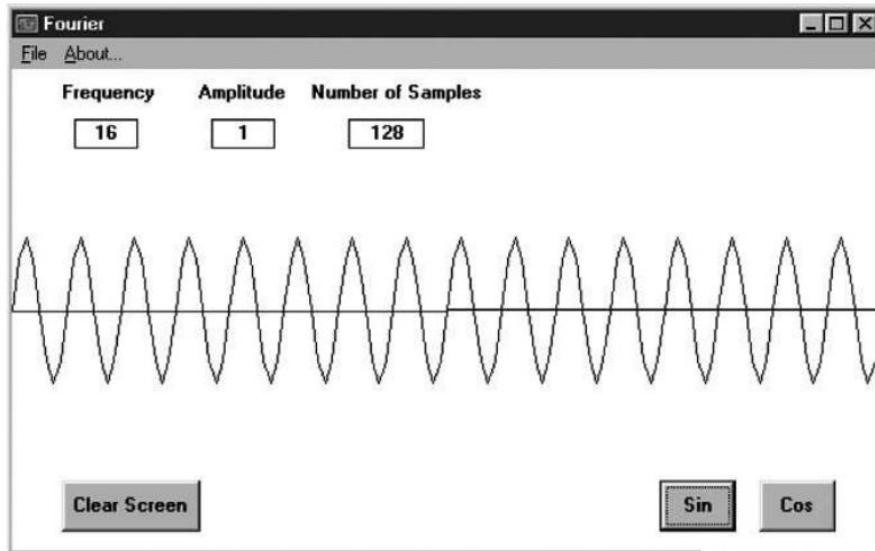 Fourier
File About...
Frequency Amplitude Number of Samples
16 1 128
Clear Screen Sin Cos